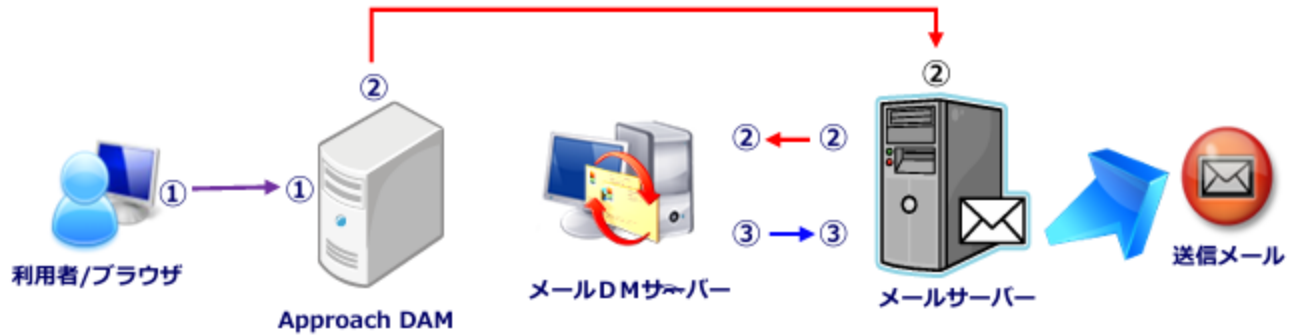 ②
②
② ②
① ①
③ ③
利用者/ブラウザ
送信メール
メールDMサーバー
メールサーバー
Approach DAM